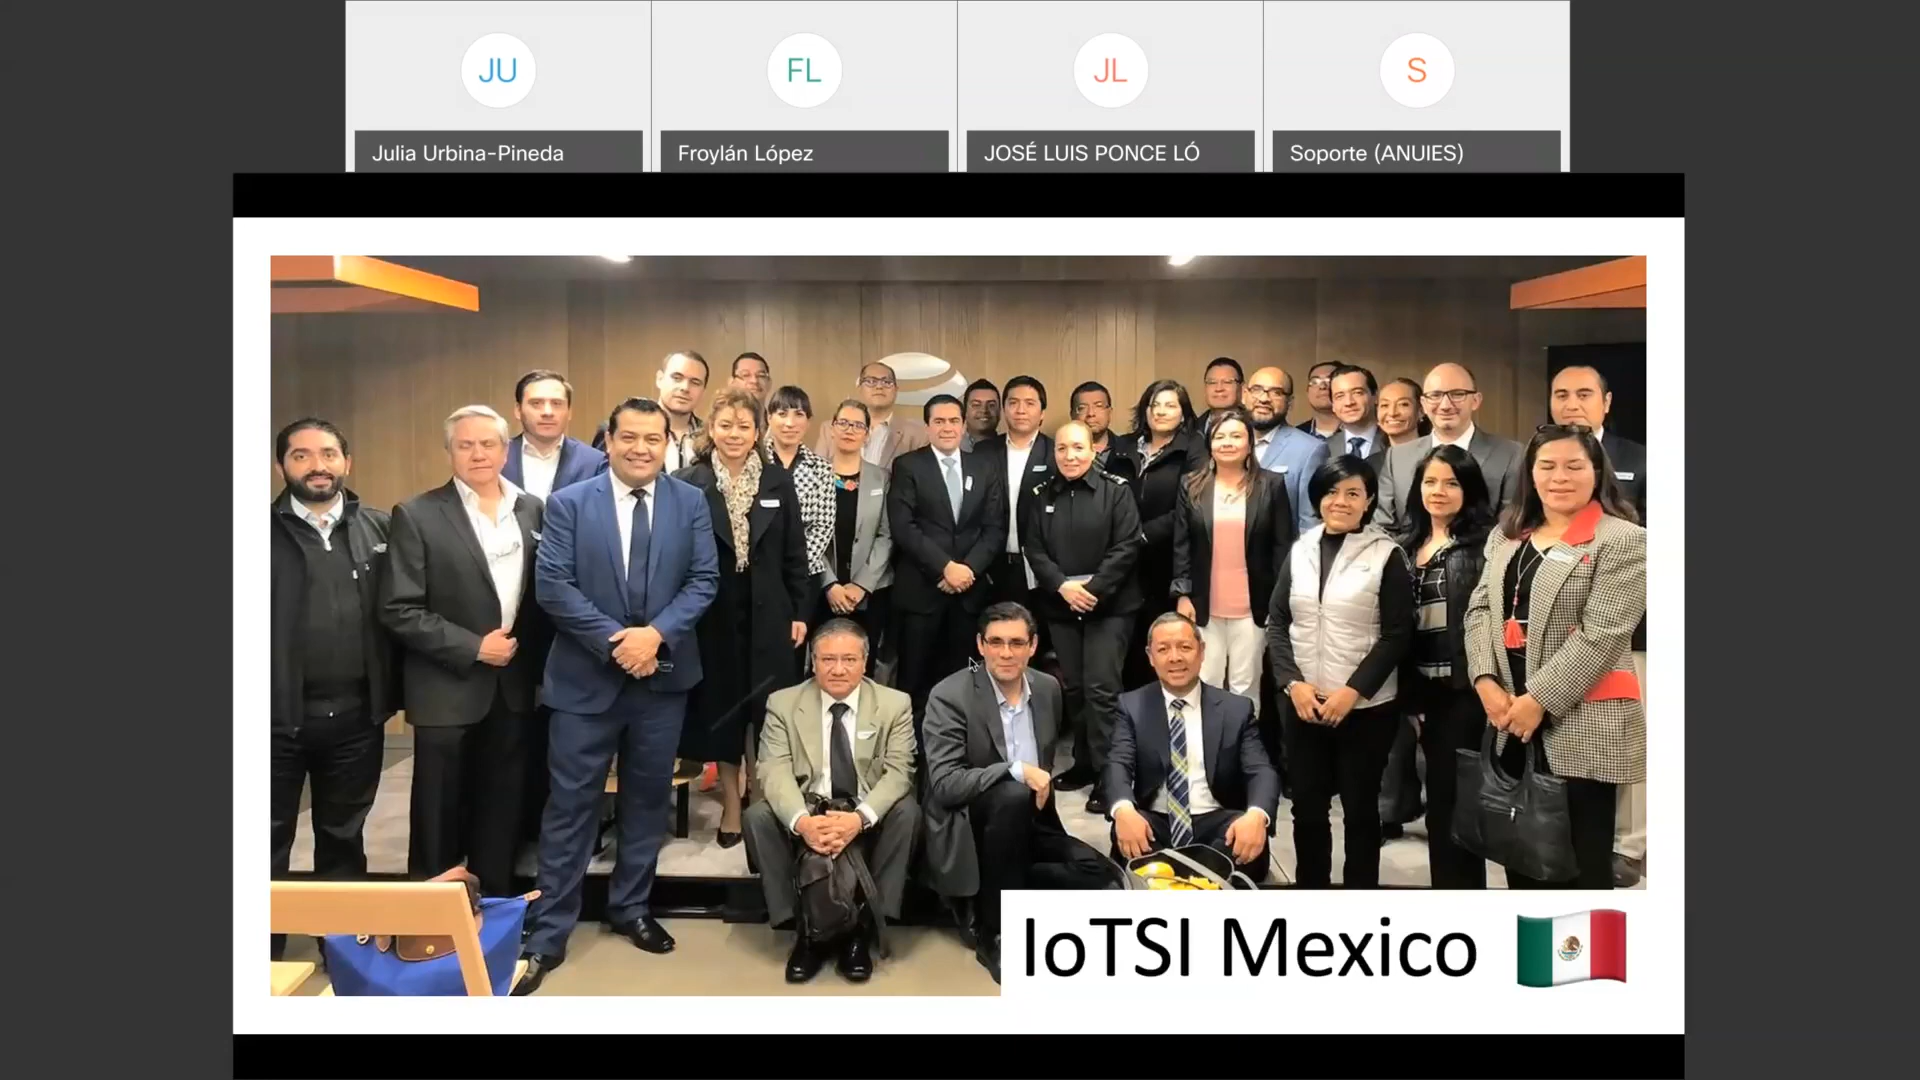 JU
FL
JL
S
Julia Urbina-Pineda
Froylán López
JOSÉ LUIS PONCE LÓ
Soporte (ANUIES)
IoTSI Mexico